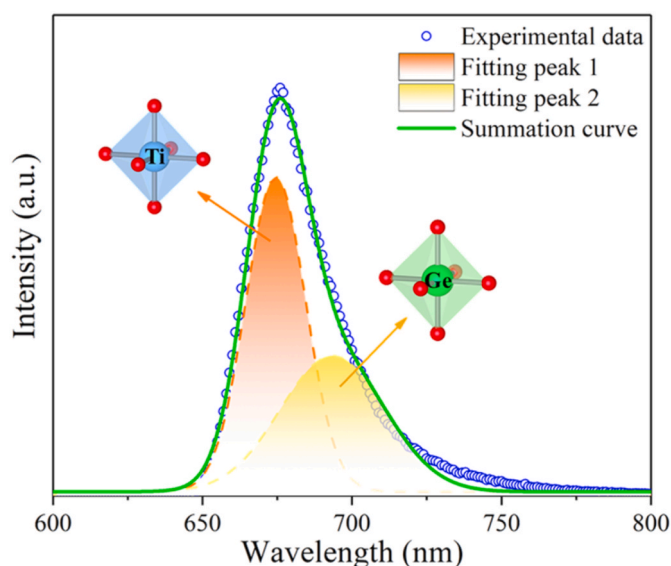 Experimental data
Fitting peak 1
Fitting peak 2
Summation curve
Ti
Ge
Intensity (a.u.)
600
650
700
750
800
Wavelength (nm)